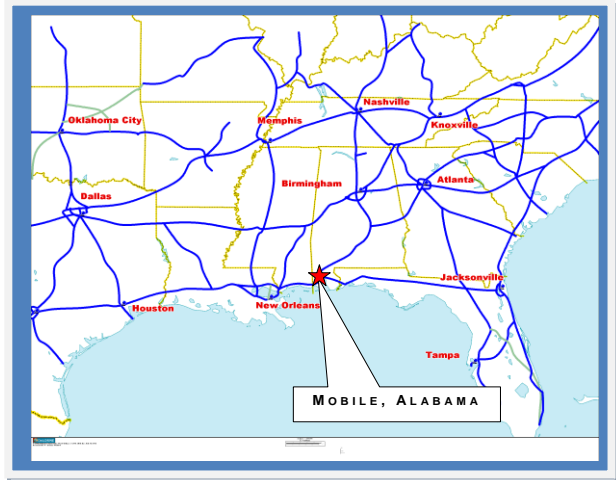 Nashville
Oklahoma City
Memphis
Knoxville
Birmingham
Atlanta
Dallas
Jacksonville
New Orleans
Houston
Tampa
MOBILE, ALABAMA